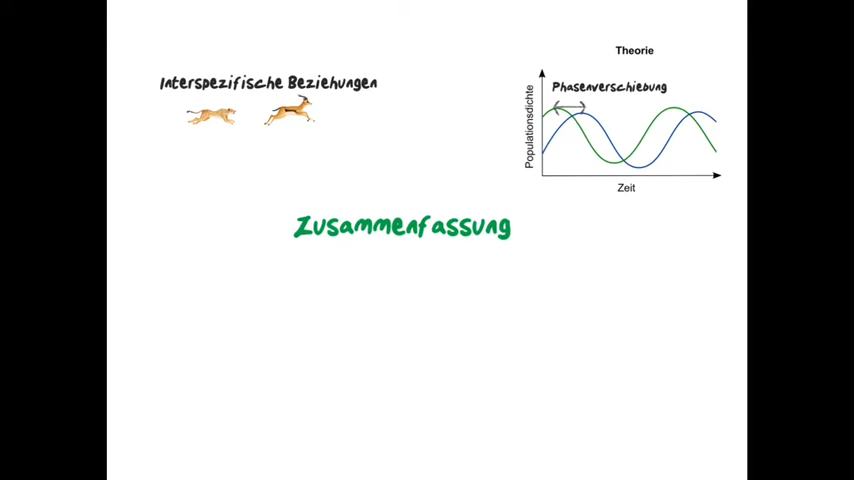 Theorie
Interspezifische Beziehungen
Phasenverschiebung
Populationsdichte
Zeit
Zusammenfassung